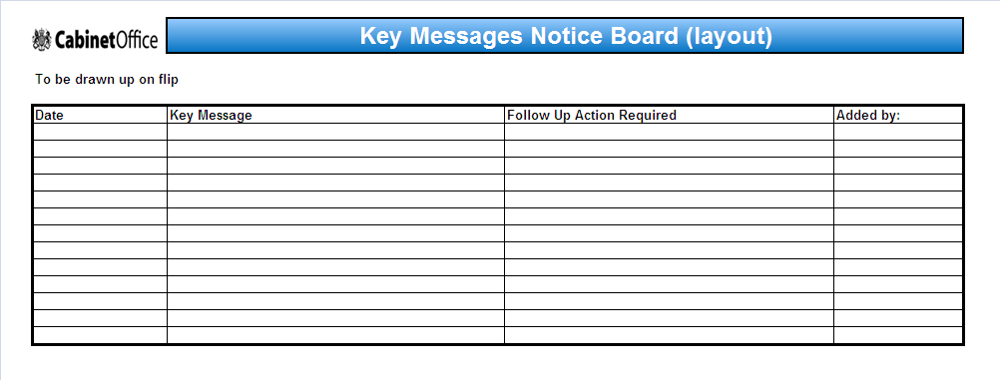 CabinetOffice
Key Messages Notice Board (layout)
To be drawn up on flip
Date Key Message Follow Up Action Required Added by: